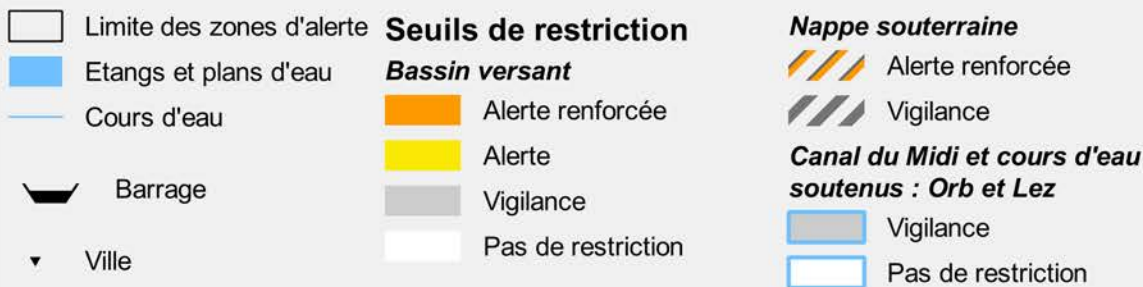 Limite des zones d'alerte
Etangs et plans d'eau
Cours d'eau
Barrage
Ville
Seuils de restriction
Bassin versant
Alerte renforcée
Alerte
Vigilance
Pas de restriction
Nappe souterraine
Alerte renforcée
Vigilance
Canal du Midi et cours d'eau
soutenus : Orb et Lez
Vigilance
Pas de restriction